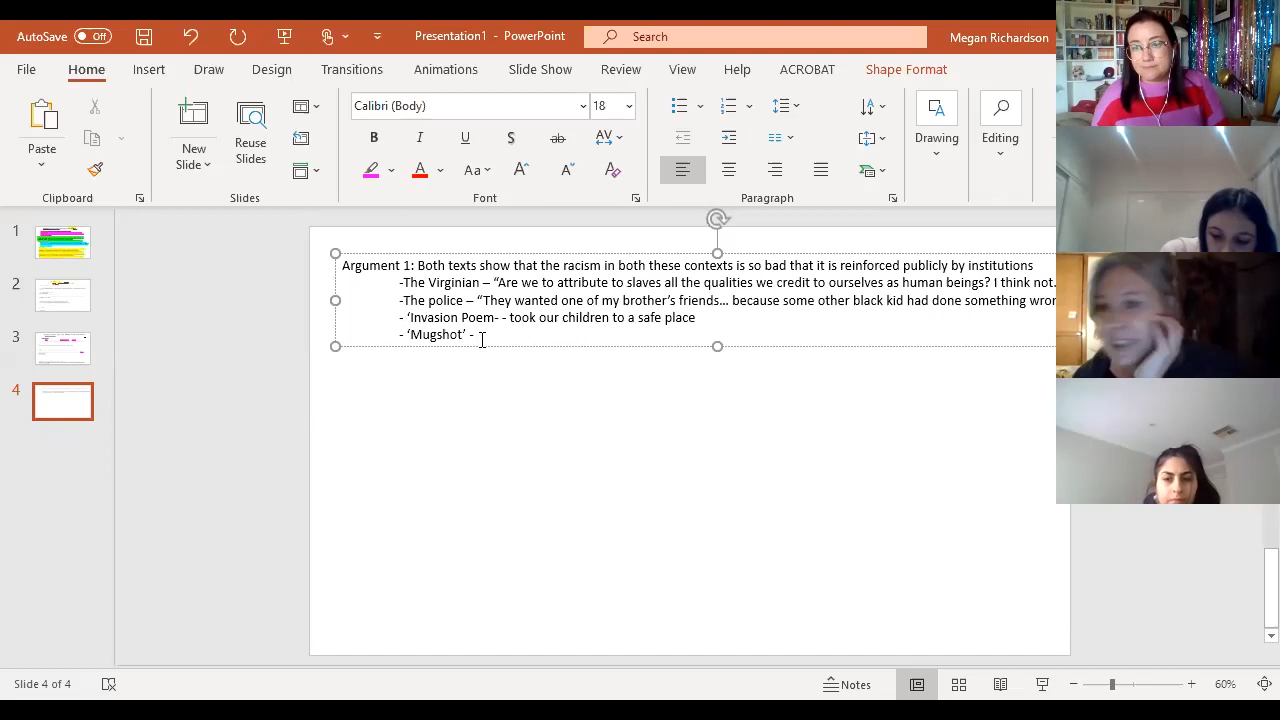 AutoSave Off
Presentation1 - PowerPoint
Search
Megan Richardson
File Home Insert Draw Design Transitions Animations Slide Show Review View Help ACROBAT Shape Format
Paste
New Slide
Reuse Slides
Calibri (Body) 18
B I U S ab AV
A Aa A A A
Drawing
Editing
Clipboard Slides Font Paragraph
1
2
3
4
Argument 1: Both texts show that the racism in both these contexts is so bad that it is reinforced publicly by institutions
-The Virginian – “Are we to attribute to slaves all the qualities we credit to ourselves as human beings? I think not.
-The police – “They wanted one of my brother’s friends… because some other black kid had done something wron
- ‘Invasion Poem- - took our children to a safe place
- ‘Mugshot’ -
Slide 4 of 4
Notes
60%